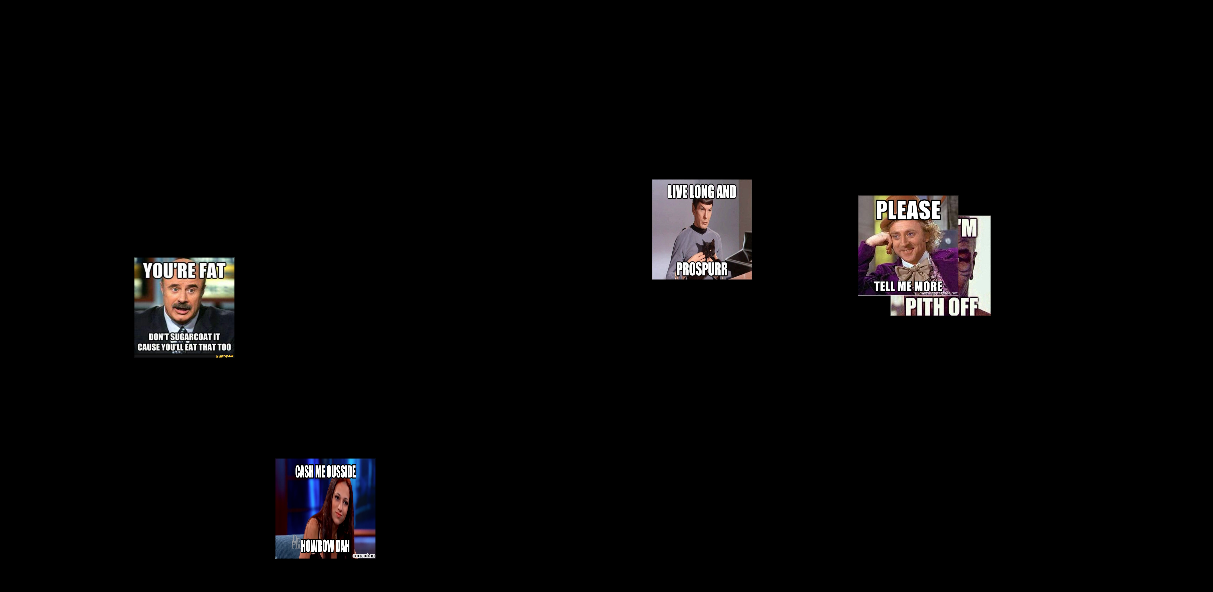 LIVE LONG AND
PROSPURR
PLEASE
TELL ME MORE
'M
PITH OFF
YOU'RE FAT
DON'T SUGARCOAT IT
CAUSE YOU'LL EAT THAT TOO
CASH ME OUSSIDE
HOWBOW DAH